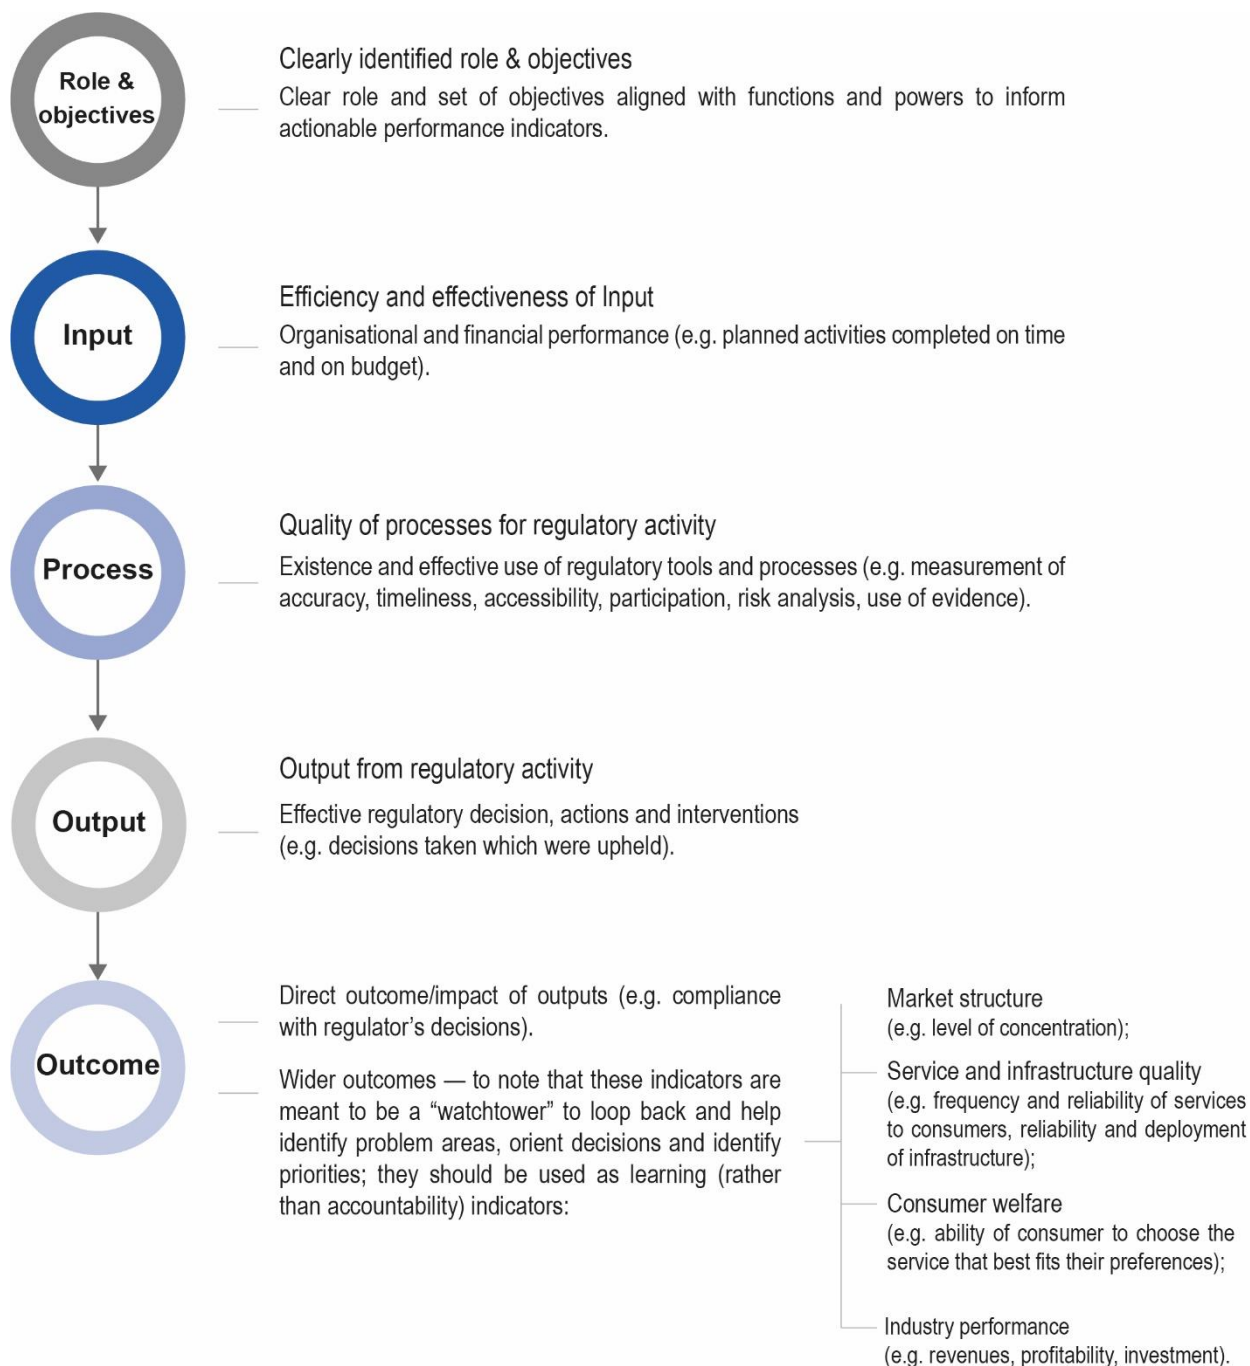 Role &
objectives
Clearly identified role & objectives
Clear role and set of objectives aligned with functions and powers to inform
actionable performance indicators.
Input
Efficiency and effectiveness of Input
Organisational and financial performance (e.g. planned activities completed on time
and on budget).
Process
Quality of processes for regulatory activity
Existence and effective use of regulatory tools and processes (e.g. measurement of
accuracy, timeliness, accessibility, participation, risk analysis, use of evidence).
Output
Output from regulatory activity
Effective regulatory decision, actions and interventions
(e.g. decisions taken which were upheld).
Outcome
Direct outcome/impact of outputs (e.g. compliance
with regulator’s decisions).
Wider outcomes — to note that these indicators are
meant to be a “watchtower” to loop back and help
identify problem areas, orient decisions and identify
priorities; they should be used as learning (rather
than accountability) indicators:
Market structure
(e.g. level of concentration);
Service and infrastructure quality
(e.g. frequency and reliability of services
to consumers, reliability and deployment
of infrastructure);
Consumer welfare
(e.g. ability of consumer to choose the
service that best fits their preferences);
Industry performance
(e.g. revenues, profitability, investment).